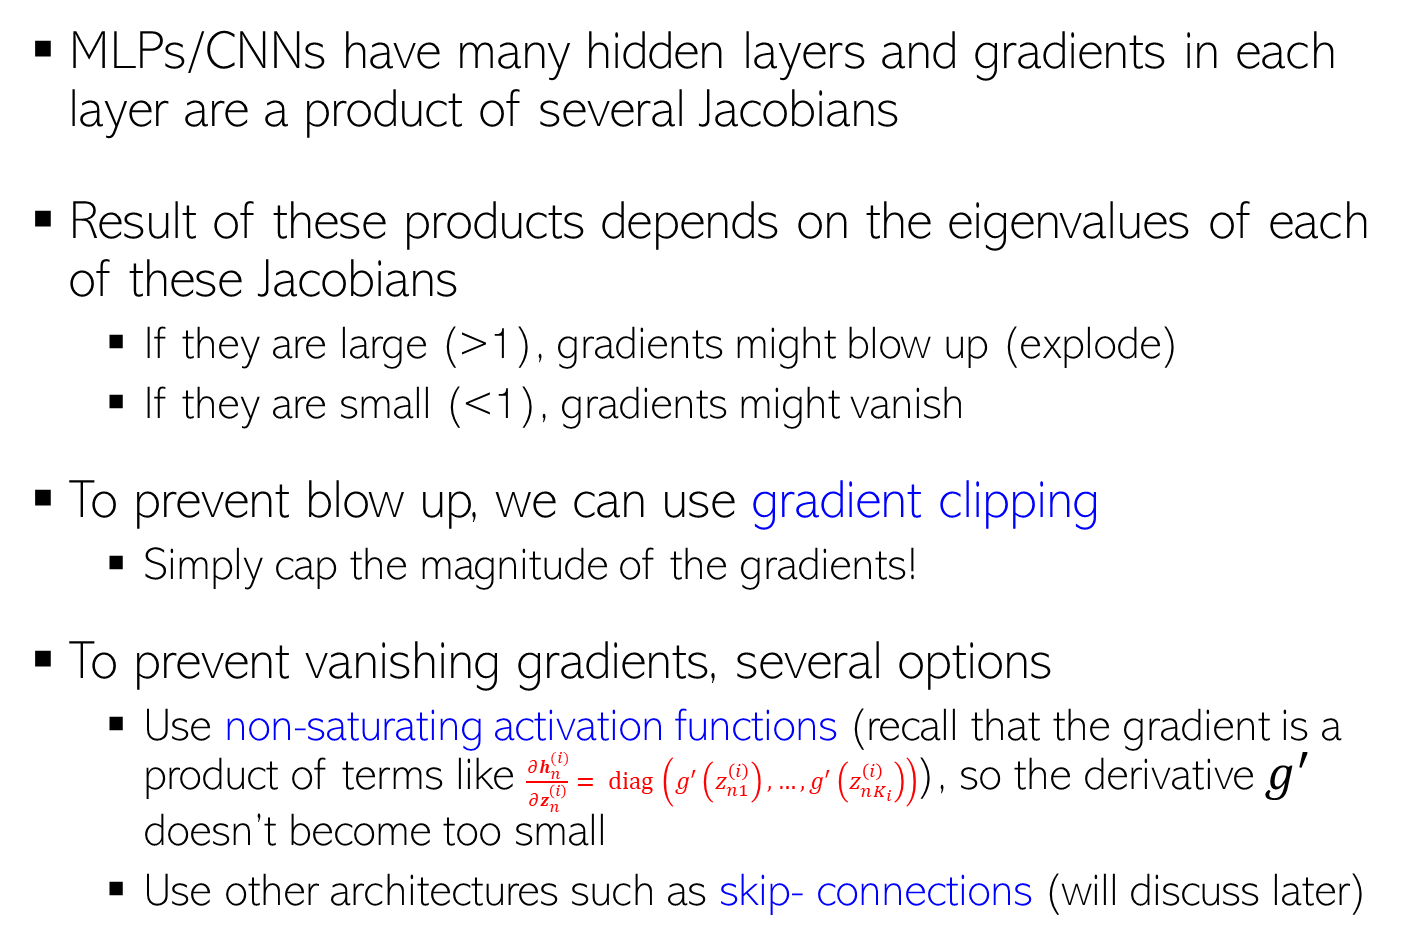 ▪ MLPs/CNNs have many hidden layers and gradients in each
layer are a product of several Jacobians
▪ Result of these products depends on the eigenvalues of each
of these Jacobians
▪ If they are large (>1), gradients might blow up (explode)
▪ If they are small (<1), gradients might vanish
▪ To prevent blow up, we can use gradient clipping
▪ Simply cap the magnitude of the gradients!
▪ To prevent vanishing gradients, several options
▪ Use non-saturating activation functions (recall that the gradient is a
product of terms like ∂𝒉_n^(i)/∂𝒛_n^(i) = diag (g′(z_{n1}^(i)), …, g′(z_{nK_i}^(i)))), so the derivative g′
doesn't become too small
▪ Use other architectures such as skip- connections (will discuss later)